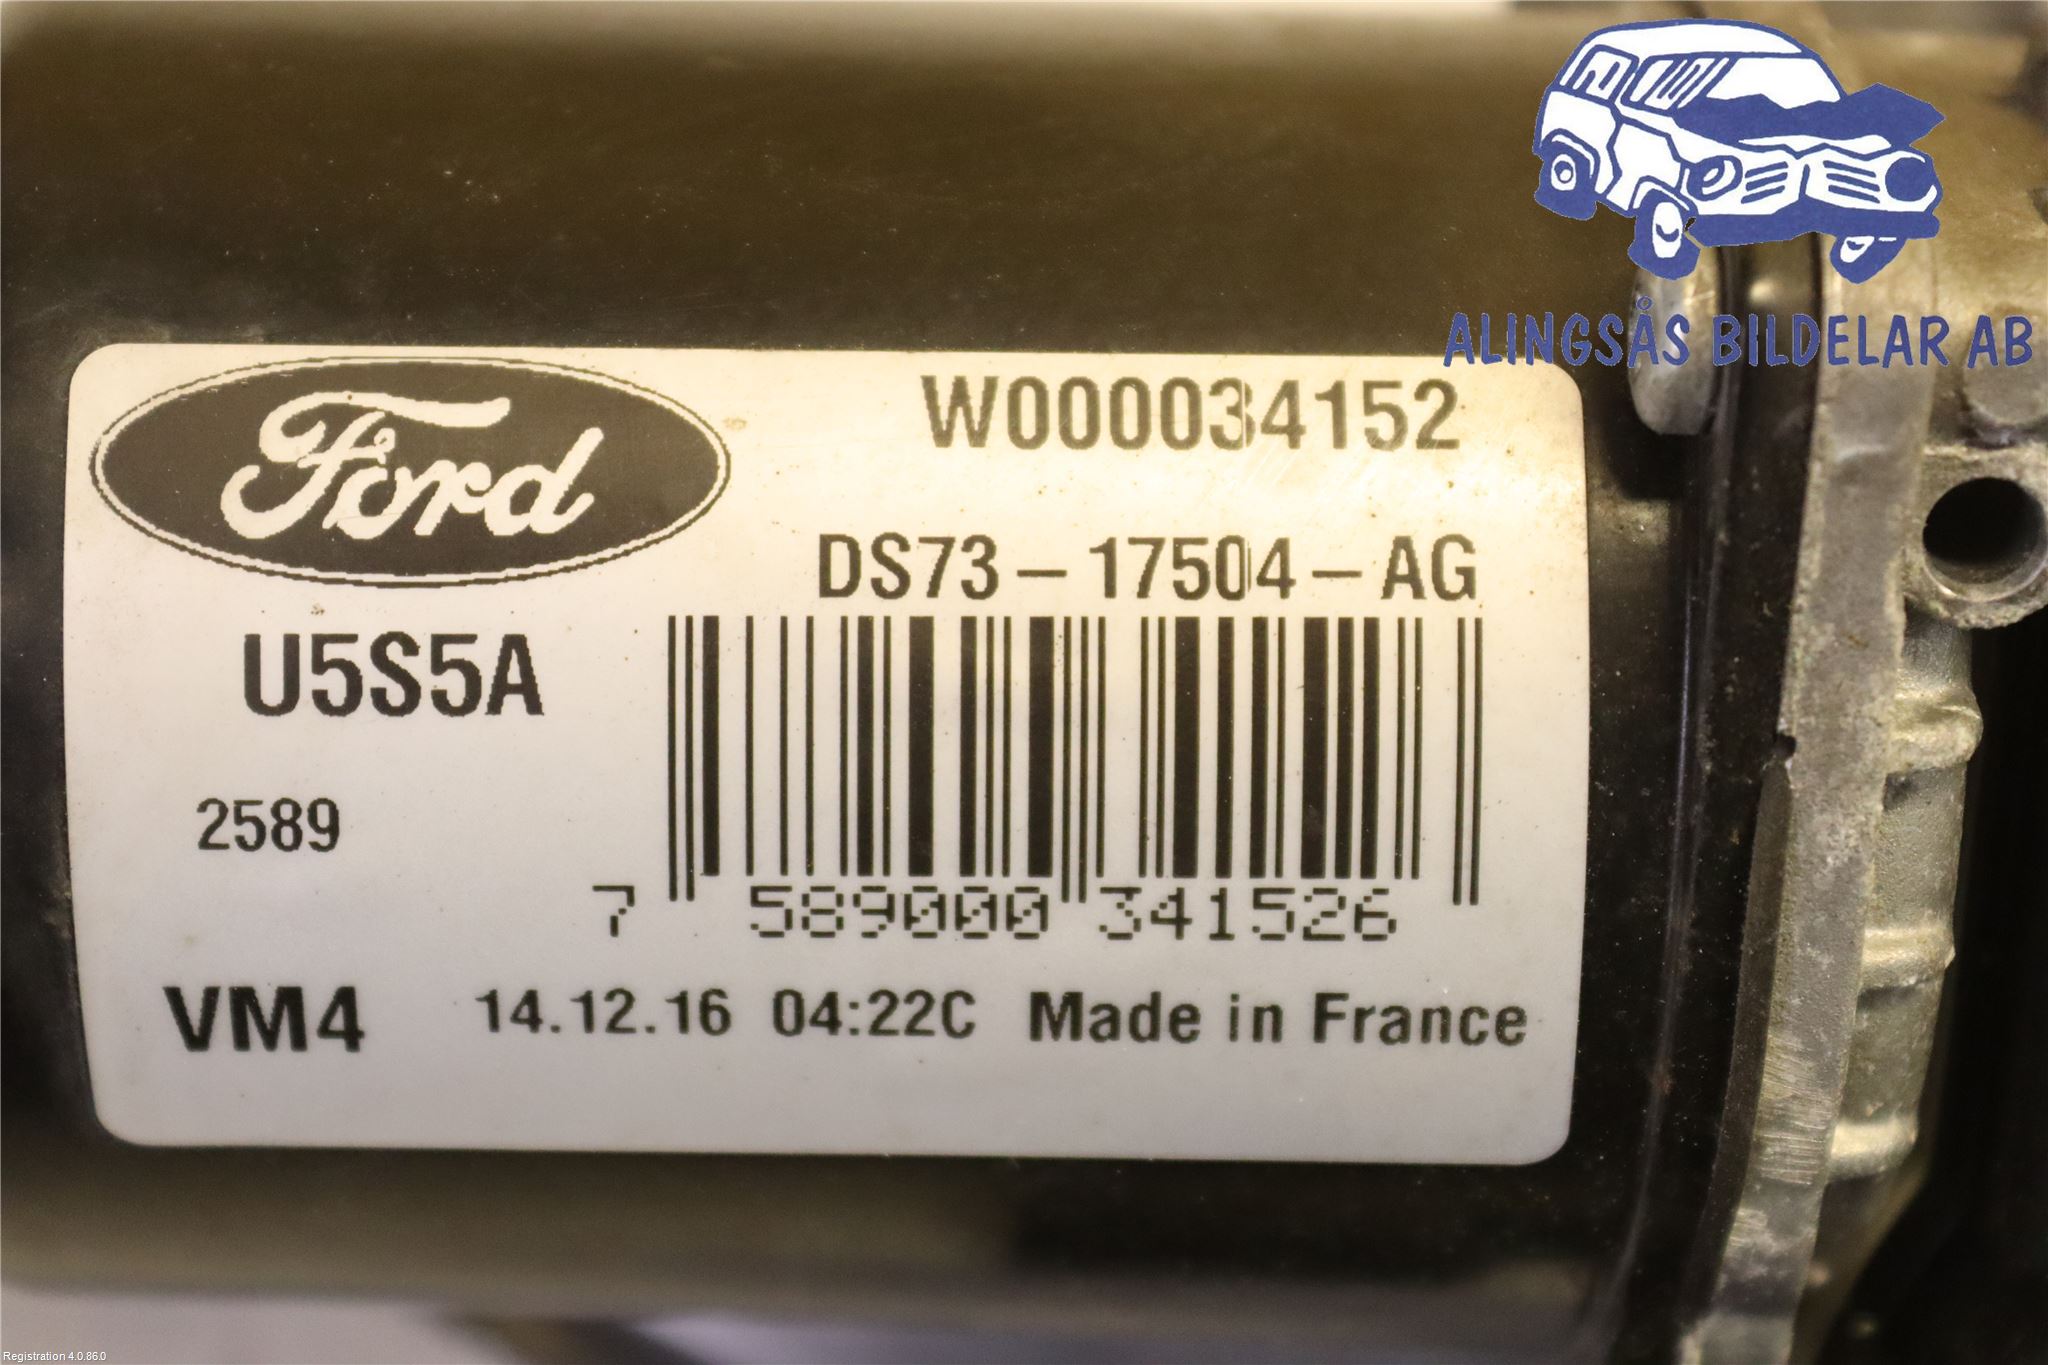 ALINGSÅS BILDELAR AB
Ford
W000034152
DS73-17504-AG
U5S5A
2589
7 589000 341526
VM4 14.12.16 04:22C Made in France
Registration 4.0.86.0